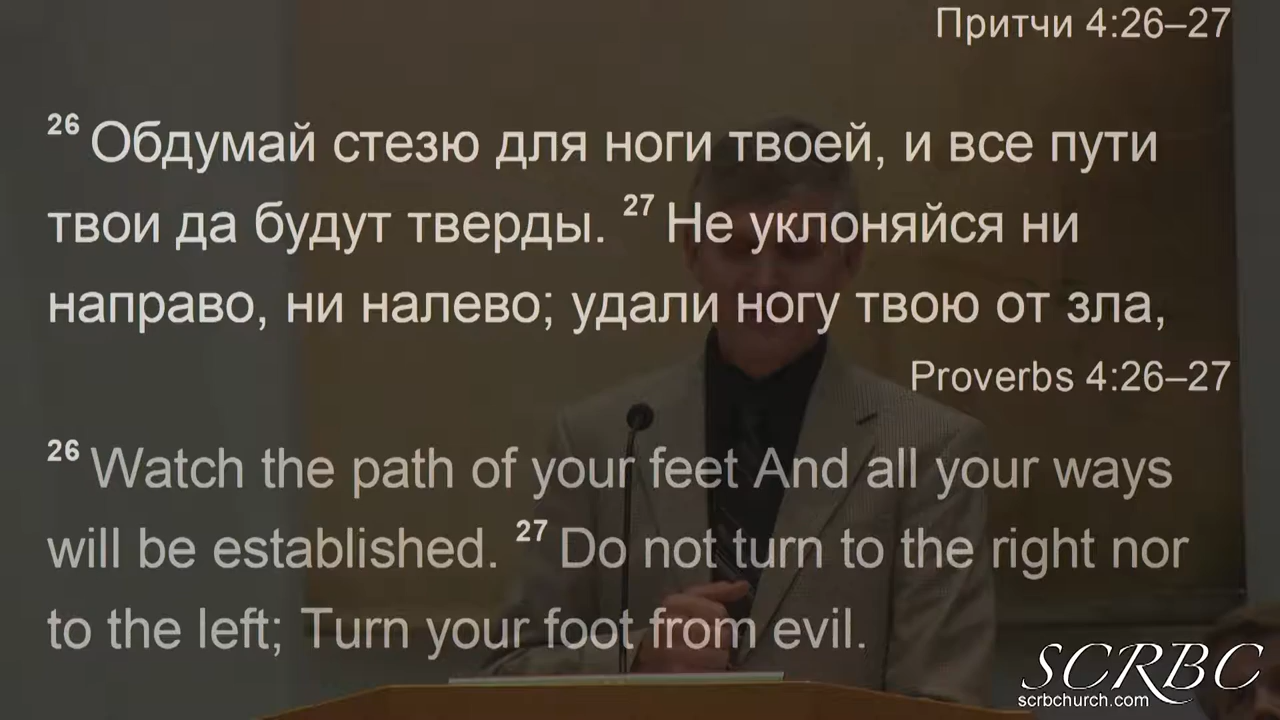 Притчи 4:26–27
26 Обдумай стезю для ноги твоей, и все пути
твои да будут тверды. 27 Не уклоняйся ни
направо, ни налево; удали ногу твою от зла,
Proverbs 4:26–27
26 Watch the path of your feet And all your ways
will be established. 27 Do not turn to the right nor
to the left; Turn your foot from evil.
SCRBC
scrbchurch.com